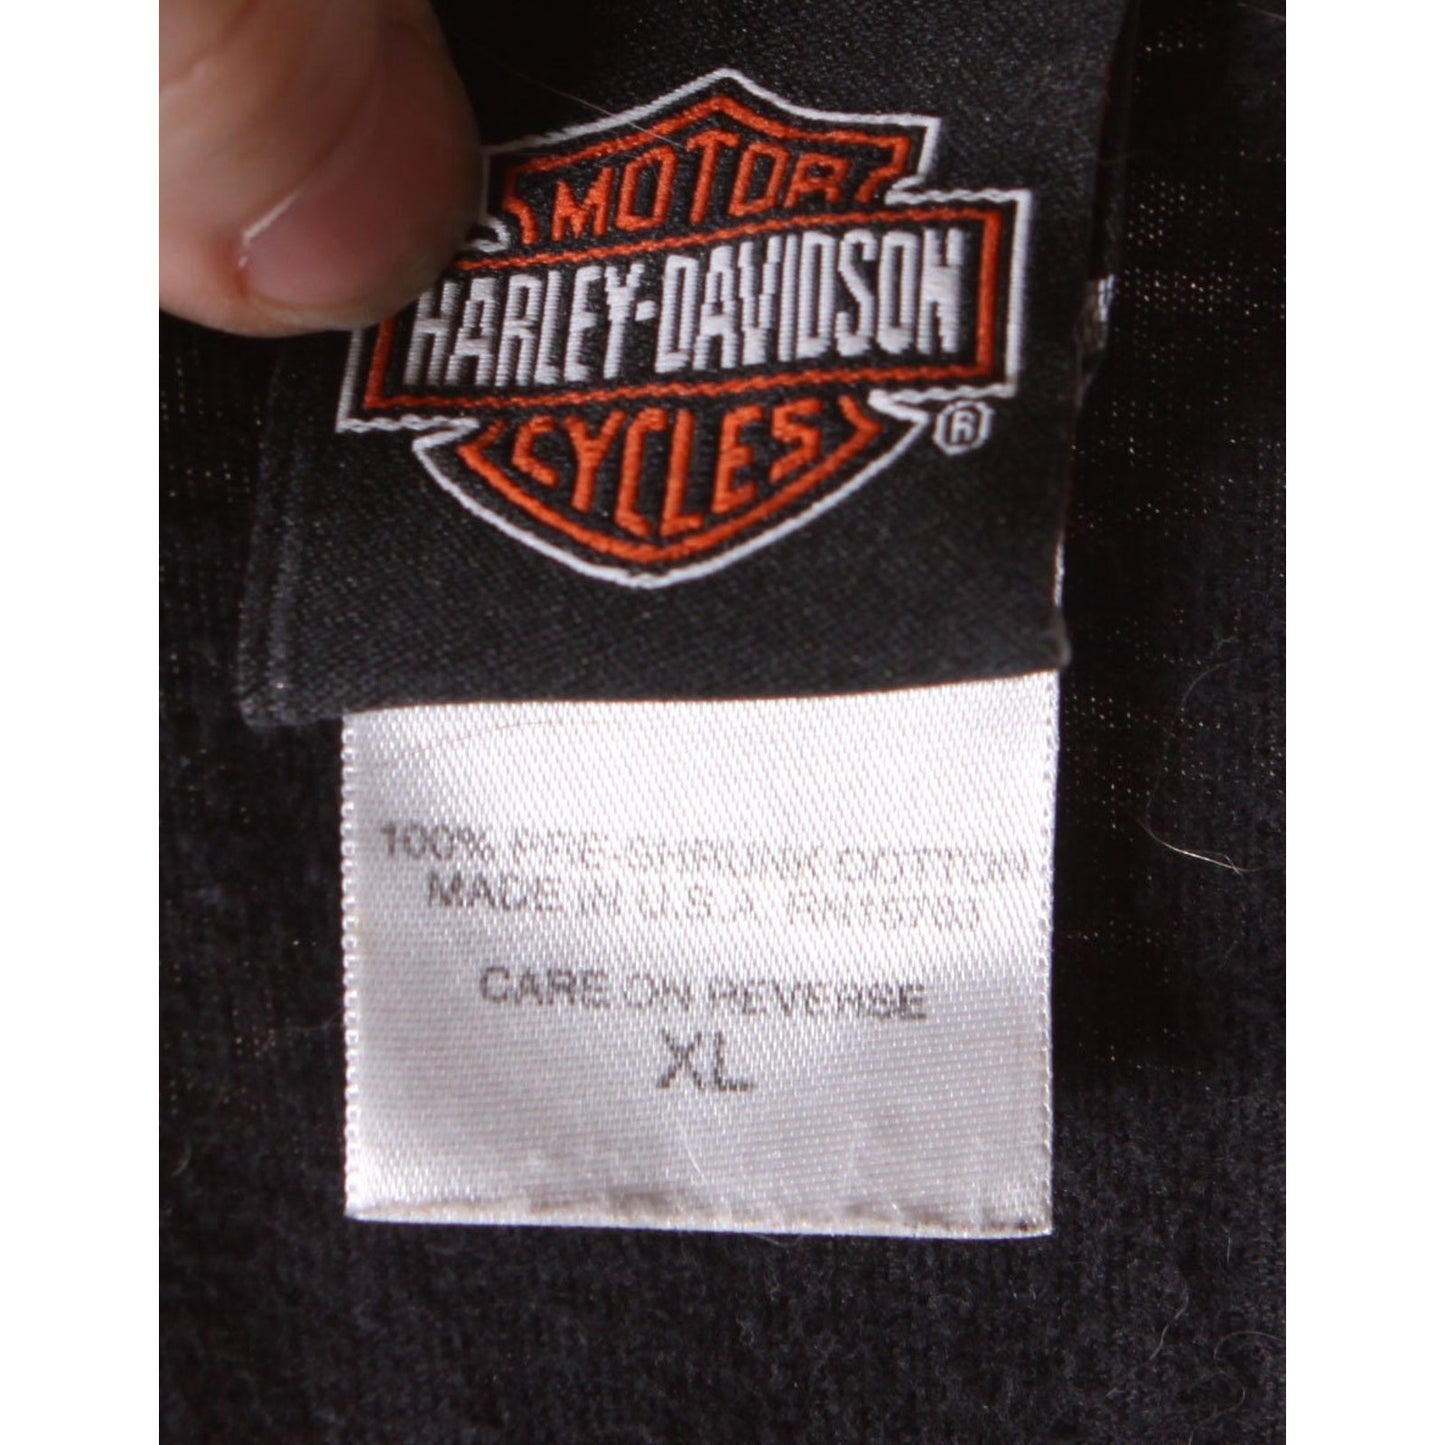 MOTOR
HARLEY-DAVIDSON
CYCLES
®
100% PRE-SHRUNK COTTON
MADE IN U.S.A.
CARE ON REVERSE
XL